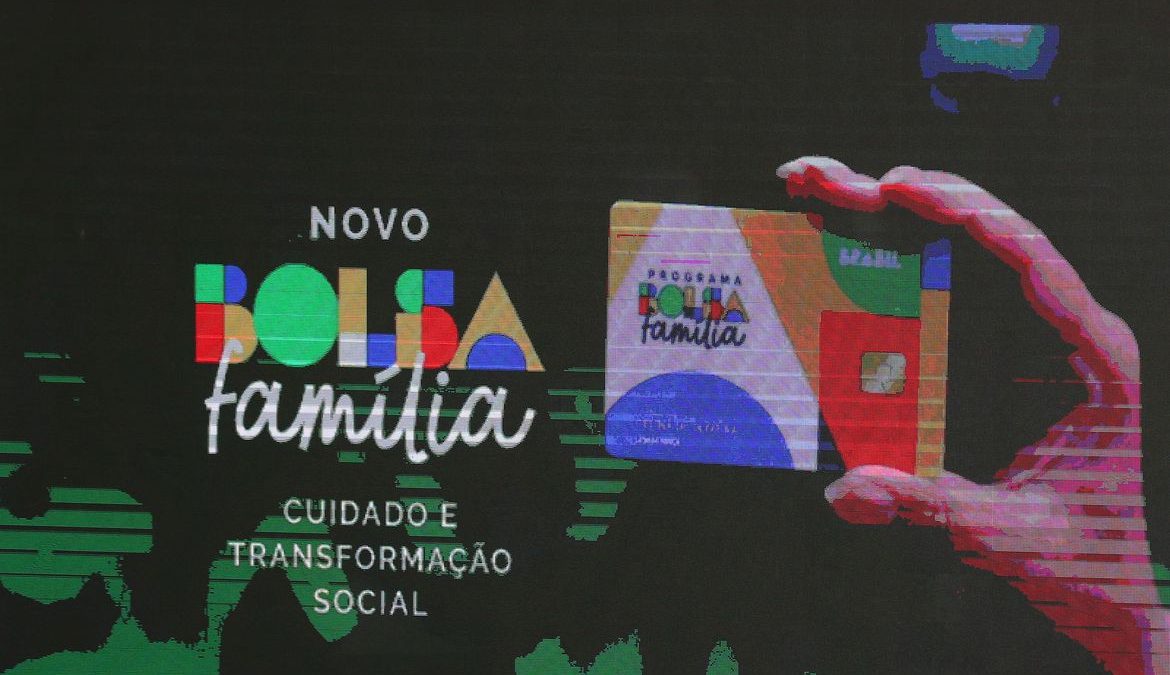 NOVO
BOLSA
família
CUIDADO E
TRANSFORMAÇÃO
SOCIAL
PROGRAMA
BOLSA
família
BRASIL